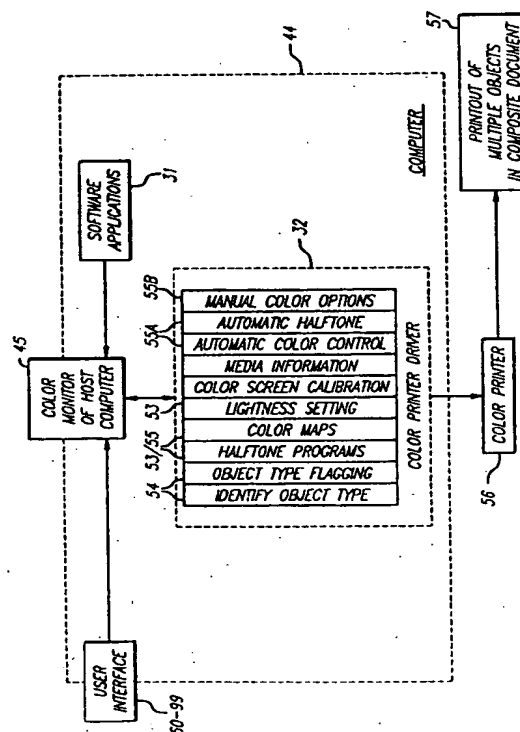 44
COMPUTER
SOFTWARE
APPLICATIONS
31
45
COLOR
MONITOR
OF HOST
COMPUTER
USER
INTERFACE
60-99
32
55B
MANUAL COLOR OPTIONS
55A
AUTOMATIC HALFTONE
AUTOMATIC COLOR CONTROL
MEDIA INFORMATION
COLOR SCREEN CALIBRATION
53
LIGHTNESS SETTING
53/55
COLOR MAPS
HALFTONE PROGRAMS
54
OBJECT TYPE FLAGGING
IDENTIFY OBJECT TYPE
COLOR PRINTER DRIVER
COLOR PRINTER
56
57
PRINTOUT OF
MULTIPLE OBJECTS
IN COMPOSITE DOCUMENT